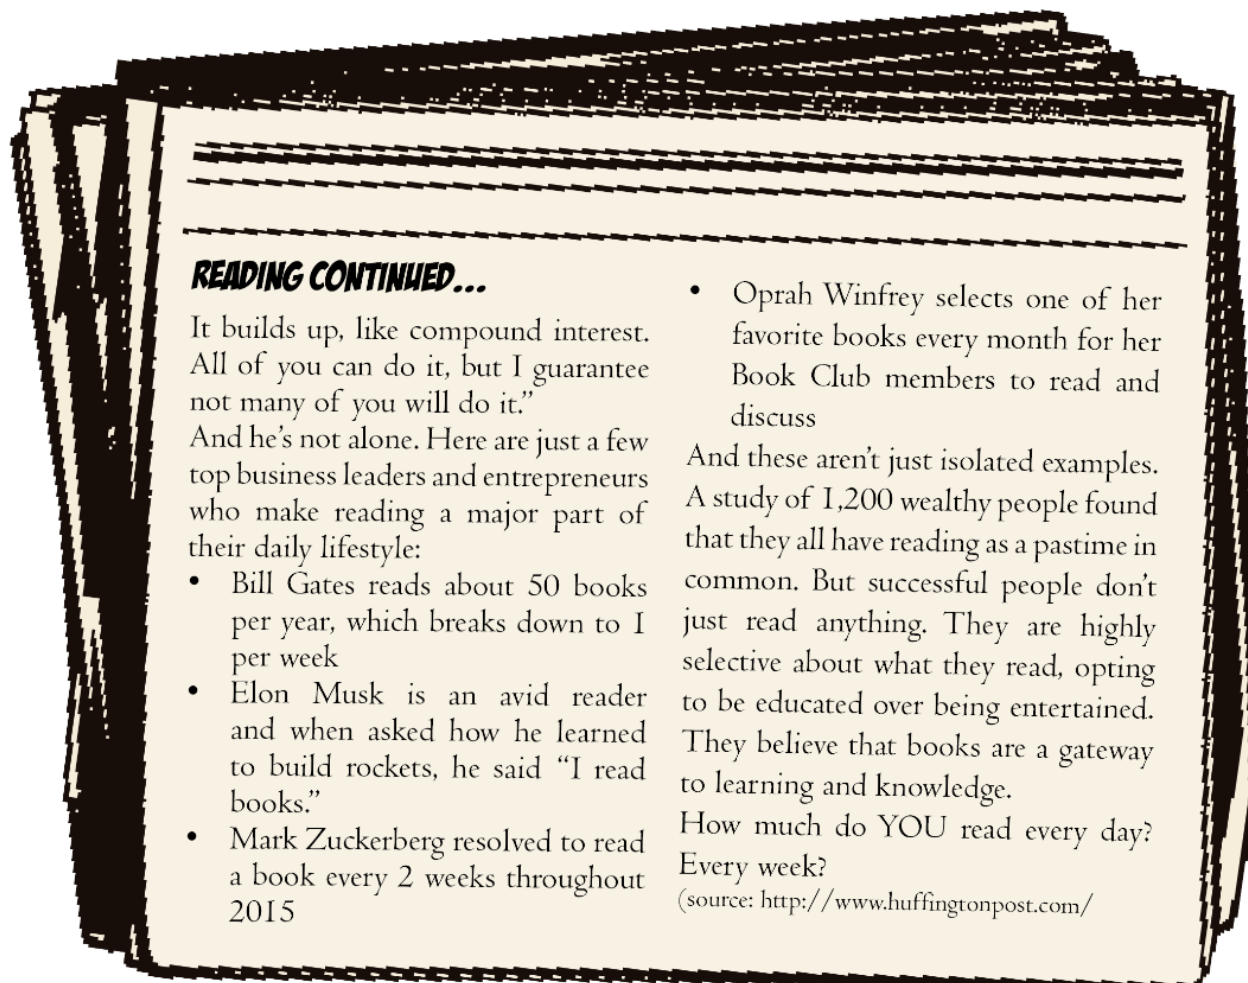 READING CONTINUED...
It builds up, like compound interest.
All of you can do it, but I guarantee
not many of you will do it.”
And he’s not alone. Here are just a few
top business leaders and entrepreneurs
who make reading a major part of
their daily lifestyle:
• Bill Gates reads about 50 books
per year, which breaks down to 1
per week
• Elon Musk is an avid reader
and when asked how he learned
to build rockets, he said “I read
books.”
• Mark Zuckerberg resolved to read
a book every 2 weeks throughout
2015
• Oprah Winfrey selects one of her
favorite books every month for her
Book Club members to read and
discuss
And these aren’t just isolated examples.
A study of 1,200 wealthy people found
that they all have reading as a pastime in
common. But successful people don’t
just read anything. They are highly
selective about what they read, opting
to be educated over being entertained.
They believe that books are a gateway
to learning and knowledge.
How much do YOU read every day?
Every week?
(source: http://www.huffingtonpost.com/